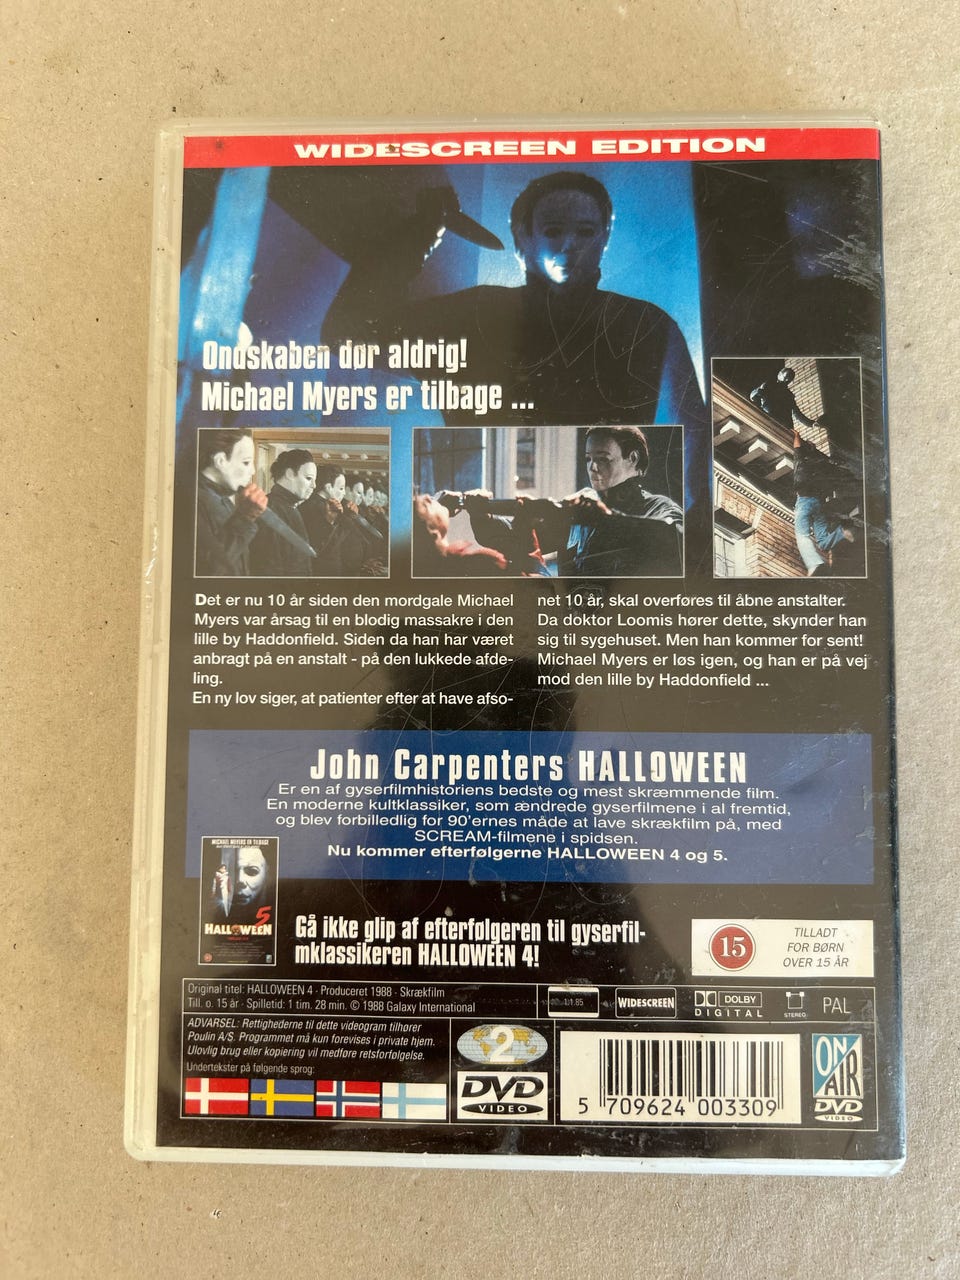 WIDESCREEN EDITION
Ondskaben dør aldrig!
Michael Myers er tilbage ...
Det er nu 10 år siden den mordgale Michael
Myers var årsag til en blodig massakre i den
lille by Haddonfield. Siden da han har været
anbragt på en anstalt - på den lukkede afde-
ling.
En ny lov siger, at patienter efter at have afso-
net 10 år, skal overføres til åbne anstalter.
Da doktor Loomis hører dette, skynder han
sig til sygehuset. Men han kommer for sent!
Michael Myers er løs igen, og han er på vej
mod den lille by Haddonfield ...
John Carpenters HALLOWEEN
Er en af gyserfilmhistoriens bedste og mest skræmmende film.
En moderne kultklassiker, som ændrede gyserfilmene i al fremtid,
og blev forbilledlig for 90'ernes måde at lave skrækfilm på, med
SCREAM-filmene i spidsen.
Nu kommer efterfølgerne HALLOWEEN 4 og 5.
MICHAEL MYERS ER TILBAGE
5
HALLOWEEN
Gå ikke glip af efterfølgeren til gyserfil-
mklassikeren HALLOWEEN 4!
15
TILLADT
FOR BØRN
OVER 15 ÅR
Original titel: HALLOWEEN 4 · Produceret 1988 · Skrækfilm
Till. o. 15 år · Spilletid: 1 tim. 28 min. © 1988 Galaxy International
1:1.85
WIDESCREEN
DOLBY
DIGITAL
STEREO
PAL
ADVARSEL: Rettighederne til dette videogram tilhører
Poulin A/S. Programmet må kun forevises i private hjem.
Ulovlig brug eller kopiering vil medføre retsforfølgelse.
Undertekster på følgende sprog:
2
DVD
VIDEO
5 709624 003309
ON
AIR
DVD
VIDEO